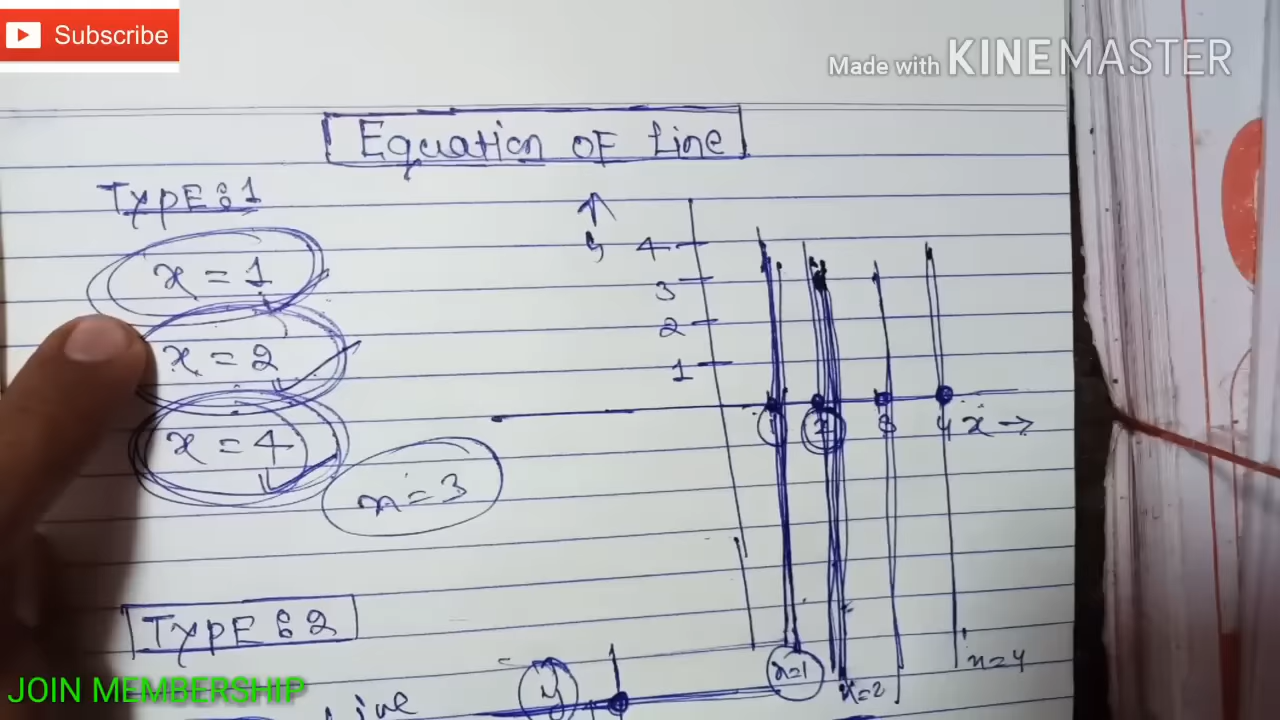 Subscribe
Made with KINEMASTER
Equation OF Line
TYPE:1
x = 1
x = 2
x = 4
x = 3
y
4
3
2
1
1 2 3 4 x →
x=1
x=2
x=4
TYPE:2
y
Line
JOIN MEMBERSHIP